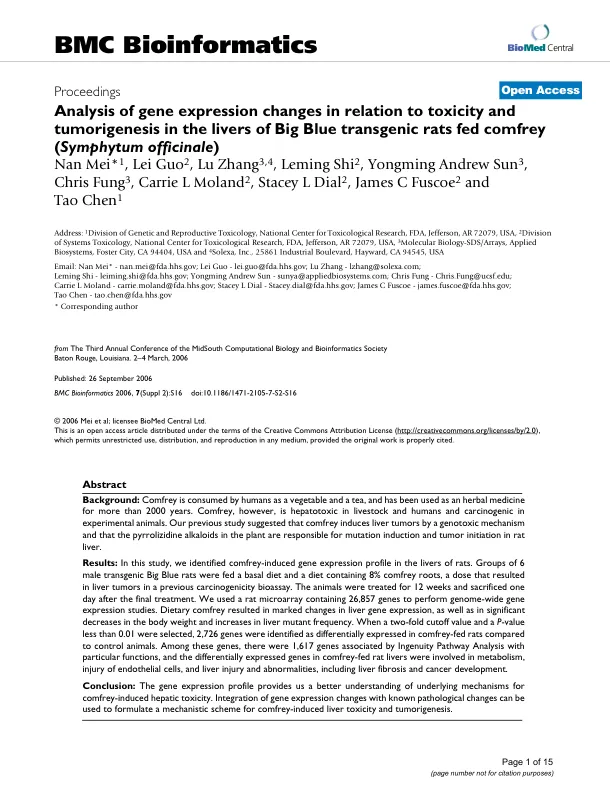 BMC Bioinformatics
BioMed Central
Proceedings
Open Access
Analysis of gene expression changes in relation to toxicity and
tumorigenesis in the livers of Big Blue transgenic rats fed comfrey
(Symphytum officinale)
Nan Mei*1, Lei Guo2, Lu Zhang3,4, Leming Shi2, Yongming Andrew Sun3,
Chris Fung3, Carrie L Moland2, Stacey L Dial2, James C Fuscoe2 and
Tao Chen1
Address: 1Division of Genetic and Reproductive Toxicology, National Center for Toxicological Research, FDA, Jefferson, AR 72079, USA, 2Division
of Systems Toxicology, National Center for Toxicological Research, FDA, Jefferson, AR 72079, USA, 3Molecular Biology-SDS/Arrays, Applied
Biosystems, Foster City, CA 94404, USA and 4Solexa, Inc., 25861 Industrial Boulevard, Hayward, CA 94545, USA
Email: Nan Mei* - nan.mei@fda.hhs.gov; Lei Guo - lei.guo@fda.hhs.gov; Lu Zhang - lzhang@solexa.com;
Leming Shi - leming.shi@fda.hhs.gov; Yongming Andrew Sun - sunya@appliedbiosystems.com; Chris Fung - Chris.Fung@ucsf.edu;
Carrie L Moland - carrie.moland@fda.hhs.gov; Stacey L Dial - Stacey.dial@fda.hhs.gov; James C Fuscoe - james.fuscoe@fda.hhs.gov;
Tao Chen - tao.chen@fda.hhs.gov
* Corresponding author
from The Third Annual Conference of the MidSouth Computational Biology and Bioinformatics Society
Baton Rouge, Louisiana. 2–4 March, 2006
Published: 26 September 2006
BMC Bioinformatics 2006, 7(Suppl 2):S16 doi:10.1186/1471-2105-7-S2-S16
© 2006 Mei et al; licensee BioMed Central Ltd.
This is an open access article distributed under the terms of the Creative Commons Attribution License (http://creativecommons.org/licenses/by/2.0),
which permits unrestricted use, distribution, and reproduction in any medium, provided the original work is properly cited.
Abstract
Background: Comfrey is consumed by humans as a vegetable and a tea, and has been used as an herbal medicine
for more than 2000 years. Comfrey, however, is hepatotoxic in livestock and humans and carcinogenic in
experimental animals. Our previous study suggested that comfrey induces liver tumors by a genotoxic mechanism
and that the pyrrolizidine alkaloids in the plant are responsible for mutation induction and tumor initiation in rat
liver.
Results: In this study, we identified comfrey-induced gene expression profile in the livers of rats. Groups of 6
male transgenic Big Blue rats were fed a basal diet and a diet containing 8% comfrey roots, a dose that resulted
in liver tumors in a previous carcinogenicity bioassay. The animals were treated for 12 weeks and sacrificed one
day after the final treatment. We used a rat microarray containing 26,857 genes to perform genome-wide gene
expression studies. Dietary comfrey resulted in marked changes in liver gene expression, as well as in significant
decreases in the body weight and increases in liver mutant frequency. When a two-fold cutoff value and a P-value
less than 0.01 were selected, 2,726 genes were identified as differentially expressed in comfrey-fed rats compared
to control animals. Among these genes, there were 1,617 genes associated by Ingenuity Pathway Analysis with
particular functions, and the differentially expressed genes in comfrey-fed rat livers were involved in metabolism,
injury of endothelial cells, and liver injury and abnormalities, including liver fibrosis and cancer development.
Conclusion: The gene expression profile provides us a better understanding of underlying mechanisms for
comfrey-induced hepatic toxicity. Integration of gene expression changes with known pathological changes can be
used to formulate a mechanistic scheme for comfrey-induced liver toxicity and tumorigenesis.
Page 1 of 15
(page number not for citation purposes)